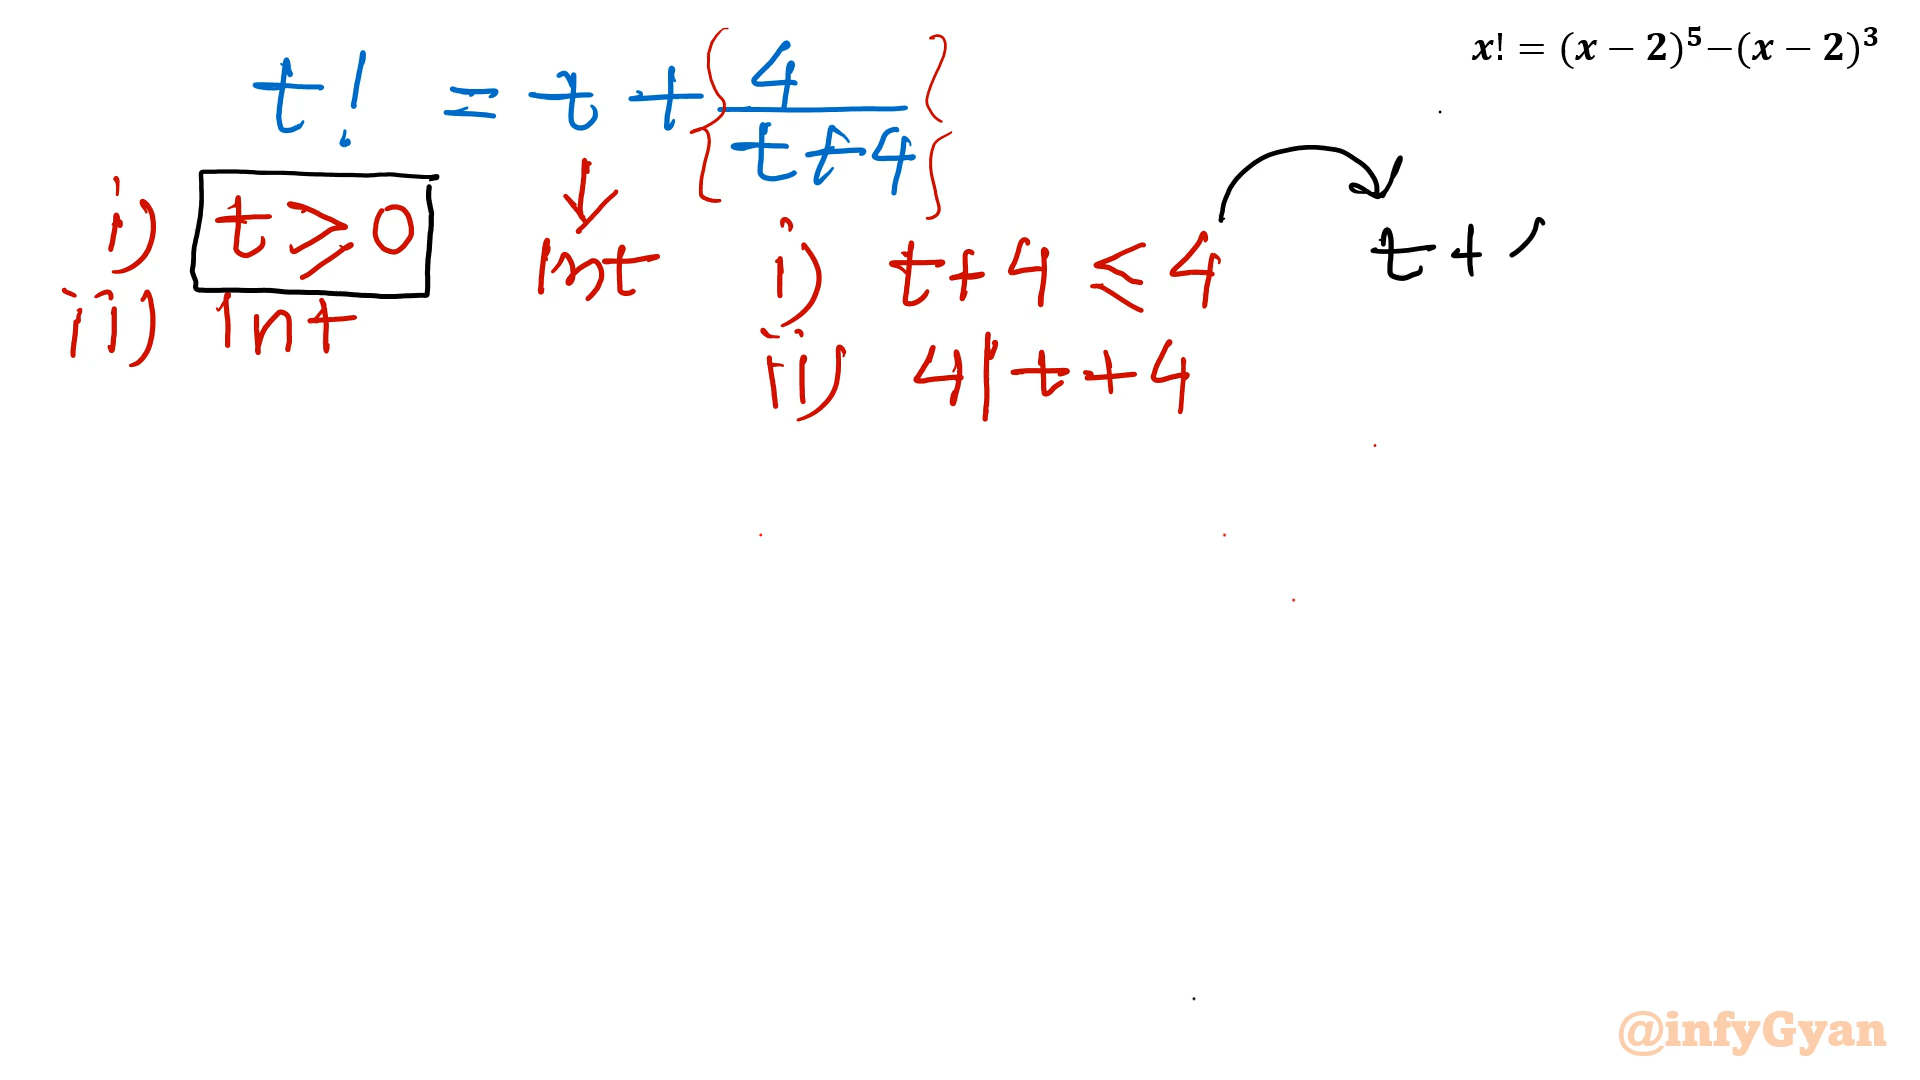 x! = (x − 2)^5−(x − 2)^3
t! = t + {4/(t+4)}
i) t ≥ 0
ii) Int
Int
i) t+4 ≤ 4
ii) 4|t+4
t+
@infyGyan